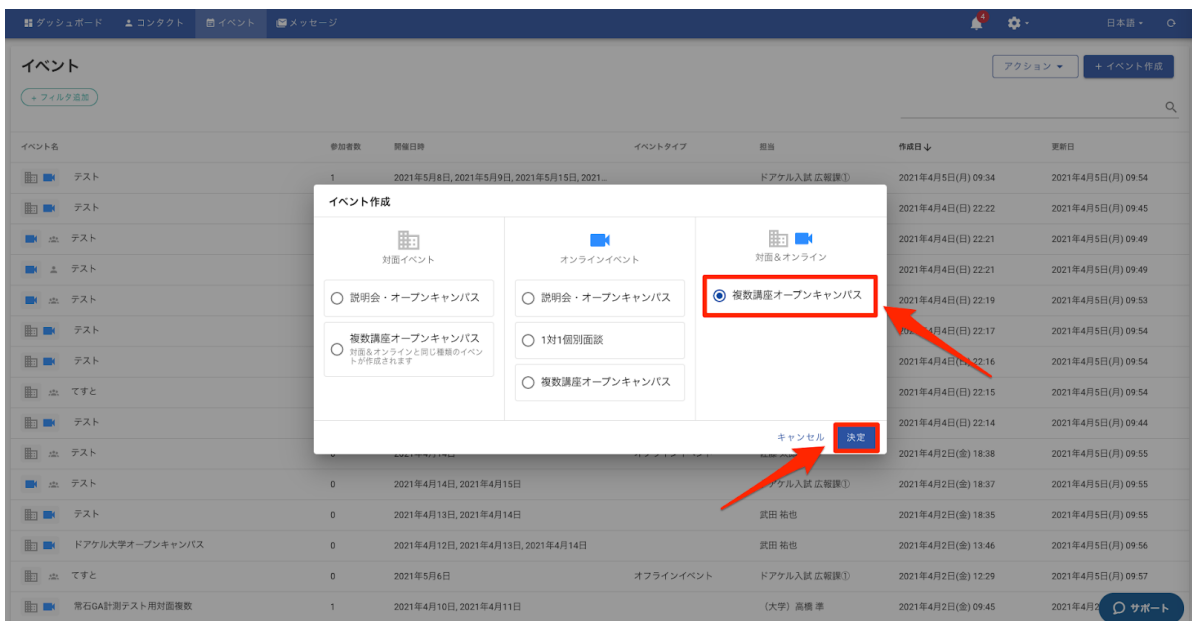 ダッシュボード コンタクト イベント メッセージ 4 日本語
イベント アクション + イベント作成
+ フィルタ追加
イベント名 参加者数 開催日時 イベントタイプ 担当 作成日 更新日
テスト 1 2021年5月8日, 2021年5月9日, 2021年5月15日, 2021... ドアケル入試 広報課① 2021年4月5日(月) 09:34 2021年4月5日(月) 09:54
テスト 2021年4月4日(日) 22:22 2021年4月5日(月) 09:45
テスト 2021年4月4日(日) 22:21 2021年4月5日(月) 09:49
テスト 2021年4月4日(日) 22:21 2021年4月5日(月) 09:49
テスト 2021年4月4日(日) 22:19 2021年4月5日(月) 09:53
テスト 4月4日(日) 22:17 2021年4月5日(月) 09:54
テスト 2021年4月4日(日) 22:16 2021年4月5日(月) 09:54
てすと 2021年4月4日(日) 22:15 2021年4月5日(月) 09:54
テスト 2021年4月4日(日) 22:14 2021年4月5日(月) 09:44
テスト 2021年4月2日(金) 18:38 2021年4月5日(月) 09:55
テスト 0 2021年4月14日, 2021年4月15日 ドアケル入試 広報課① 2021年4月2日(金) 18:37 2021年4月5日(月) 09:55
テスト 0 2021年4月13日, 2021年4月14日 武田 祐也 2021年4月2日(金) 18:35 2021年4月5日(月) 09:55
ドアケル大学オープンキャンパス 0 2021年4月12日, 2021年4月13日, 2021年4月14日 武田 祐也 2021年4月2日(金) 13:46 2021年4月5日(月) 09:56
てすと 0 2021年5月6日 オフラインイベント ドアケル入試 広報課① 2021年4月2日(金) 12:29 2021年4月5日(月) 09:57
常石GA計測テスト用対面複数 1 2021年4月10日, 2021年4月11日 (大学) 高橋 準 2021年4月2日(金) 09:45 2021年4月2
サポート
イベント作成
対面イベント
説明会・オープンキャンパス
複数講座オープンキャンパス
対面&オンラインと同じ種類のイベン
トが作成されます
オンラインイベント
説明会・オープンキャンパス
1対1個別面談
複数講座オープンキャンパス
対面&オンライン
複数講座オープンキャンパス
キャンセル 決定